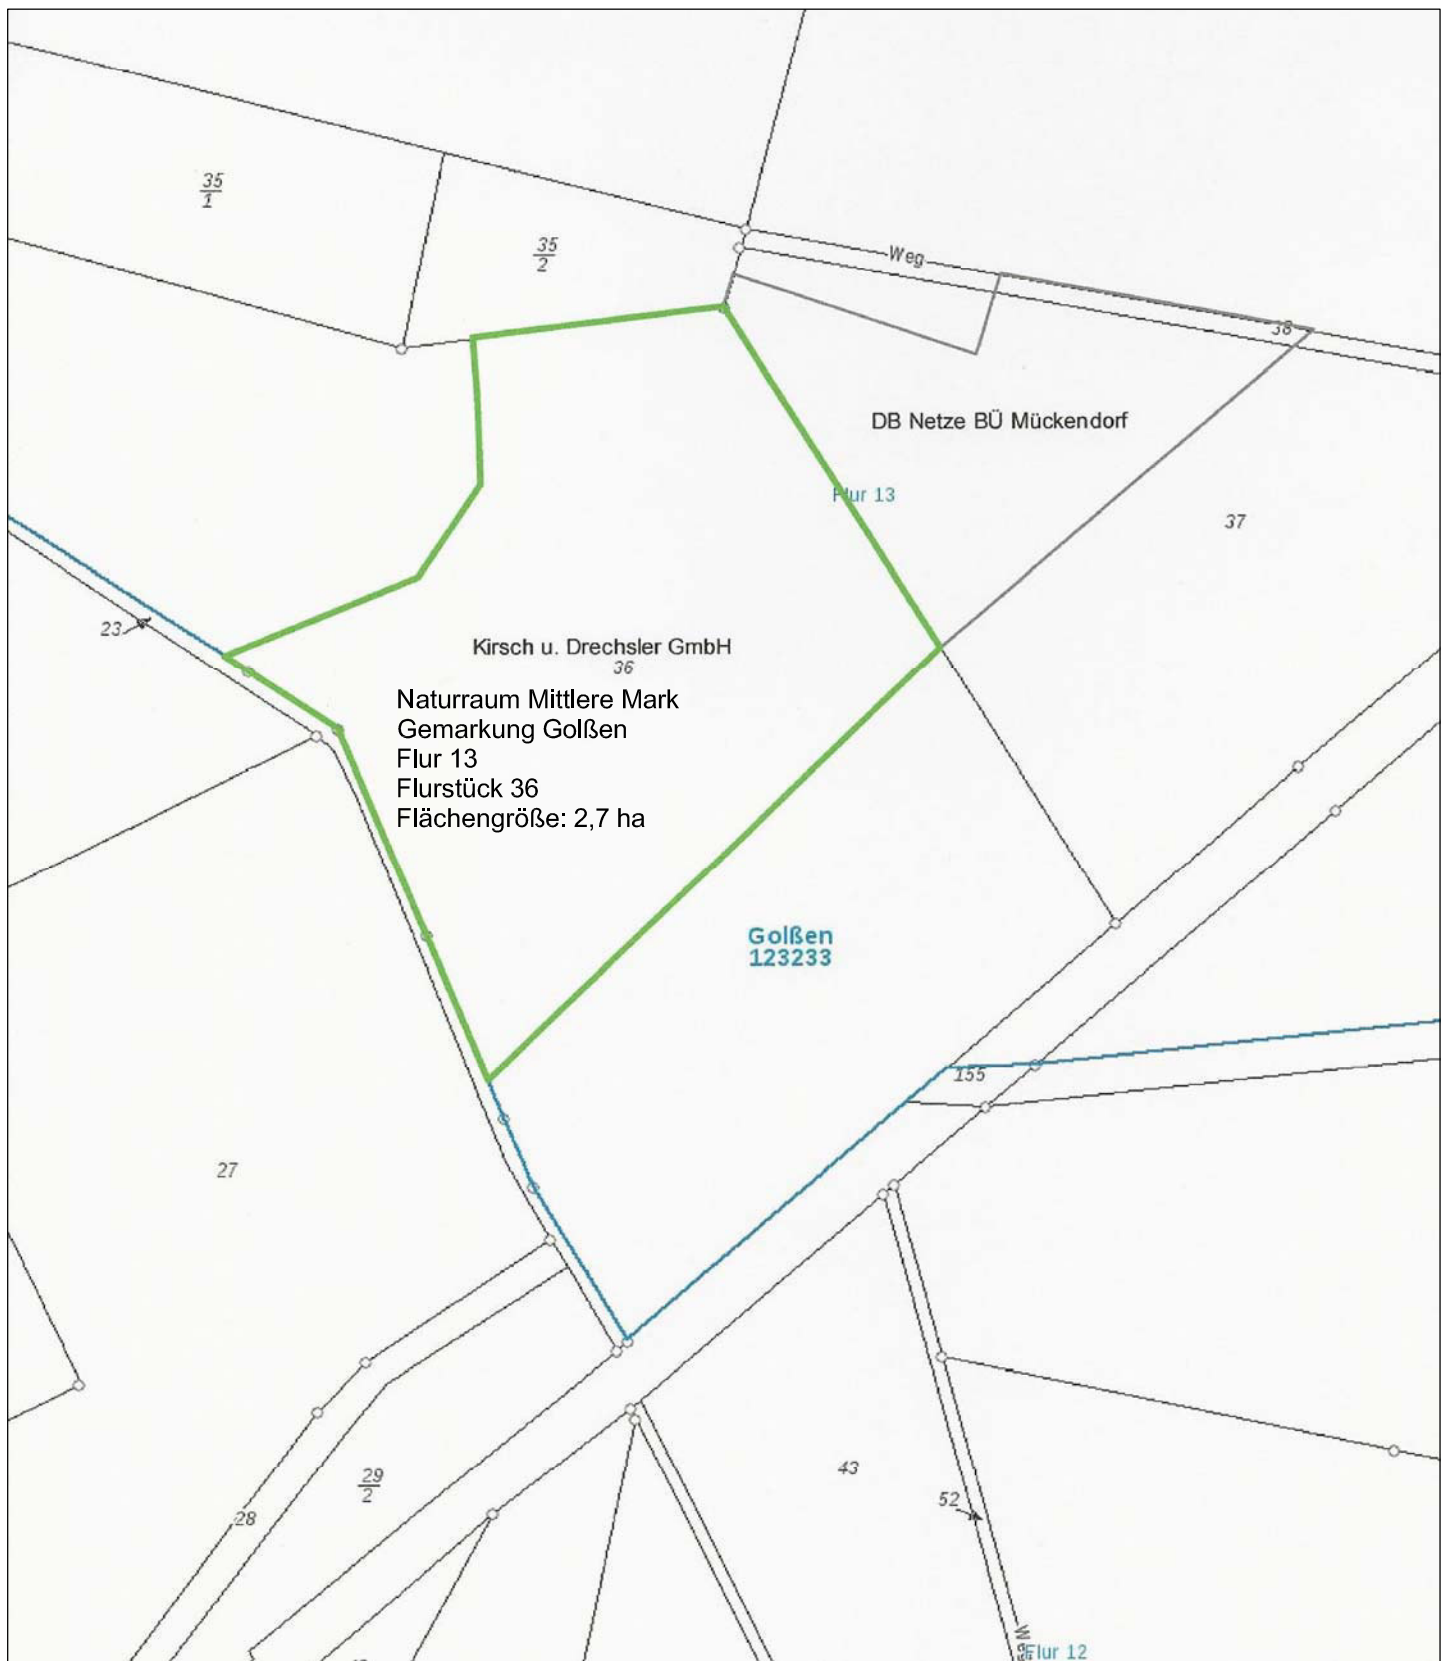 35
1
35
2
Weg
38
DB Netze BÜ Mückendorf
Flur 13
37
23
Kirsch u. Drechsler GmbH
36
Naturraum Mittlere Mark
Gemarkung Golßen
Flur 13
Flurstück 36
Flächengröße: 2,7 ha
Golßen
123233
155
27
43
29
2
52
28
Flur 12